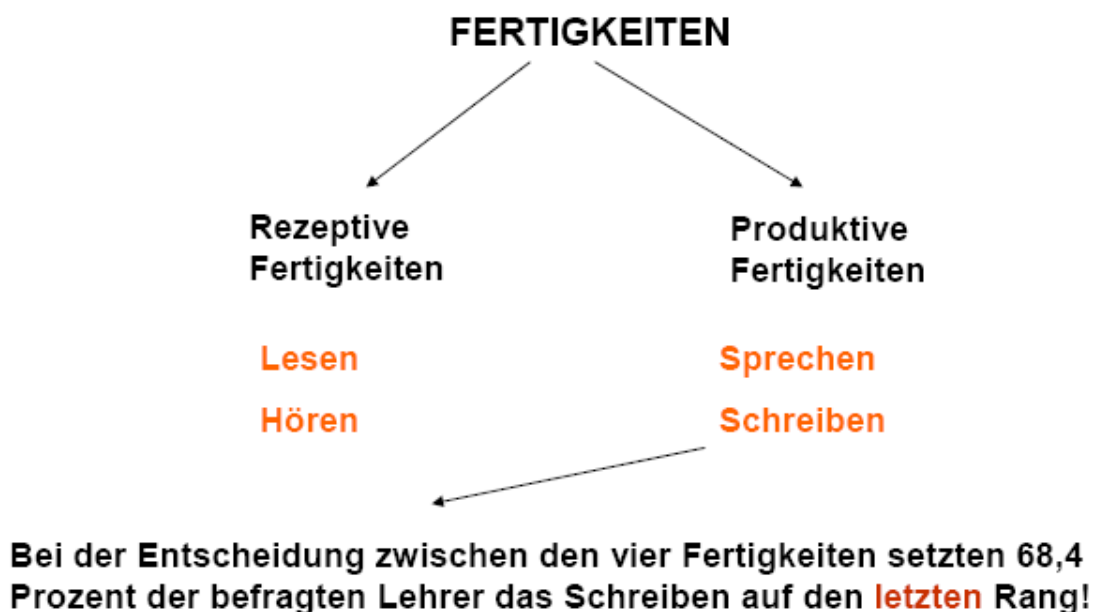 FERTIGKEITEN
Rezeptive
Fertigkeiten
Produktive
Fertigkeiten
Lesen
Sprechen
Hören
Schreiben
Bei der Entscheidung zwischen den vier Fertigkeiten setzten 68,4
Prozent der befragten Lehrer das Schreiben auf den letzten Rang!